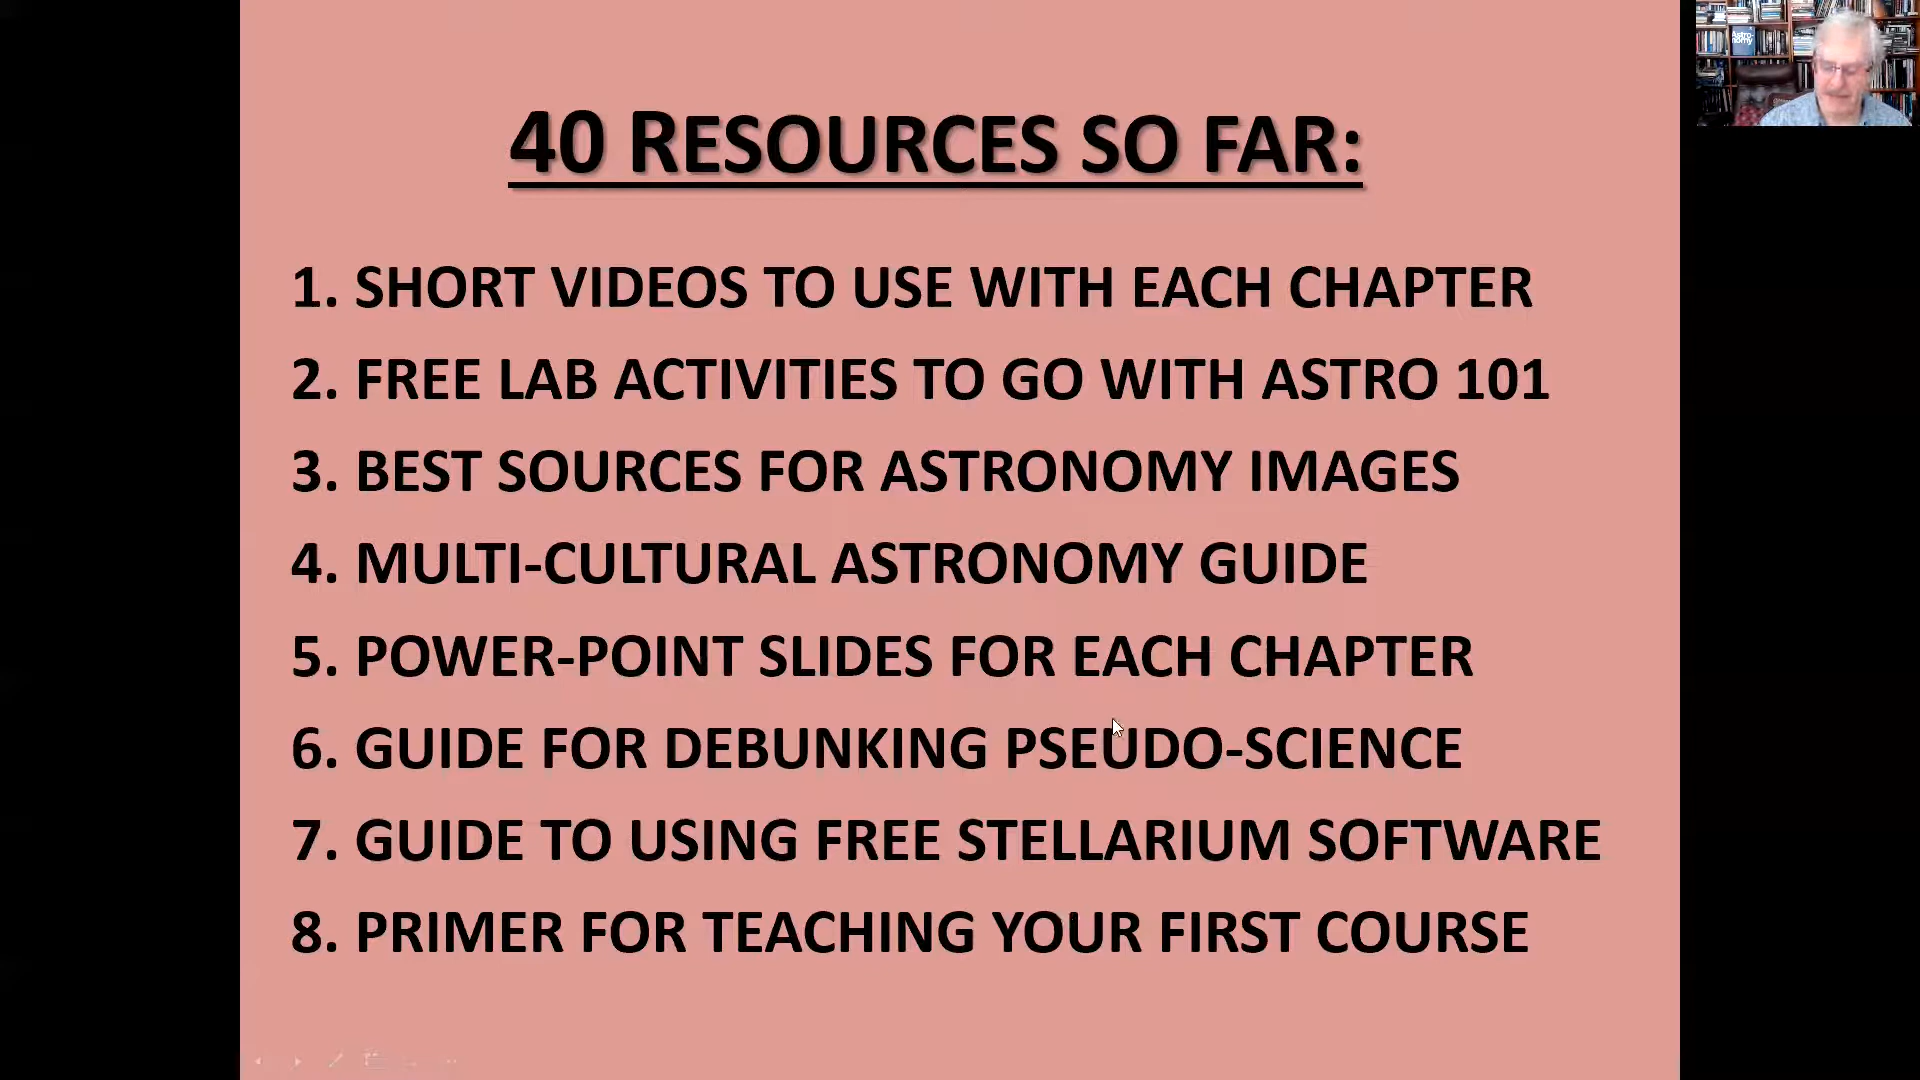 40 RESOURCES SO FAR:
1. SHORT VIDEOS TO USE WITH EACH CHAPTER
2. FREE LAB ACTIVITIES TO GO WITH ASTRO 101
3. BEST SOURCES FOR ASTRONOMY IMAGES
4. MULTI-CULTURAL ASTRONOMY GUIDE
5. POWER-POINT SLIDES FOR EACH CHAPTER
6. GUIDE FOR DEBUNKING PSEUDO-SCIENCE
7. GUIDE TO USING FREE STELLARIUM SOFTWARE
8. PRIMER FOR TEACHING YOUR FIRST COURSE
Astro-
nomy